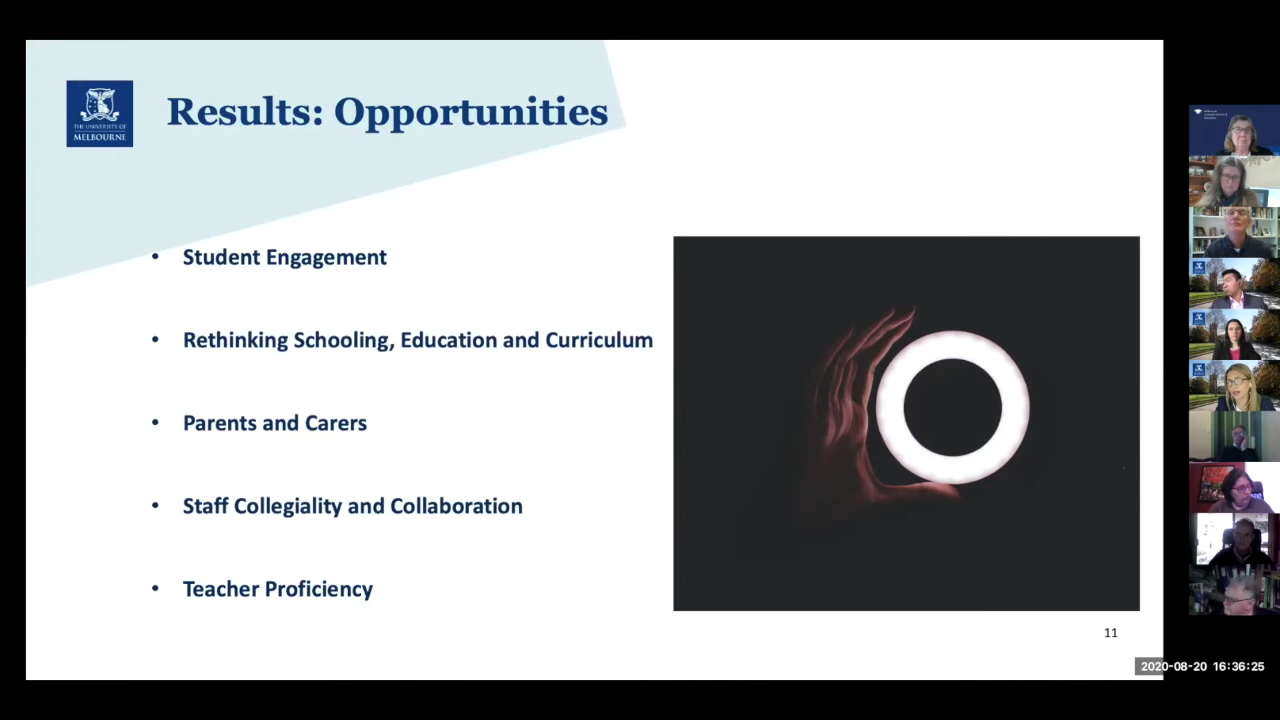 THE UNIVERSITY OF
MELBOURNE
Results: Opportunities
• Student Engagement
• Rethinking Schooling, Education and Curriculum
• Parents and Carers
• Staff Collegiality and Collaboration
• Teacher Proficiency
11
2020-08-20 16:36:25